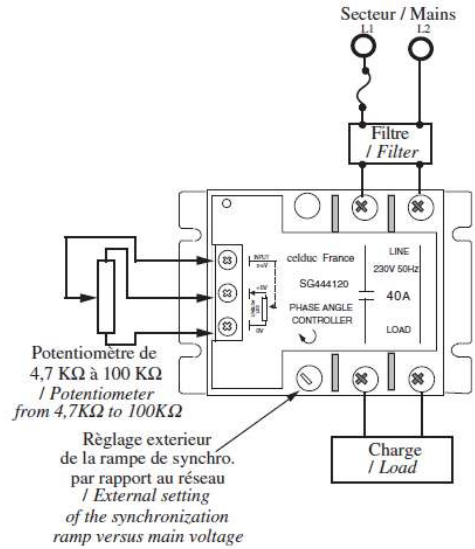 Secteur / Mains
L1
L2
Filtre
/ Filter
INPUT
+5V
0V
celduc France
SG444120
PHASE ANGLE
CONTROLLER
LINE
230V 50Hz
40A
LOAD
Potentiomètre de
4,7 KΩ à 100 KΩ
/ Potentiometer
from 4,7KΩ to 100KΩ
Règlage exterieur
de la rampe de synchro.
par rapport au réseau
/ External setting
of the synchronization
ramp versus main voltage
Charge
/ Load